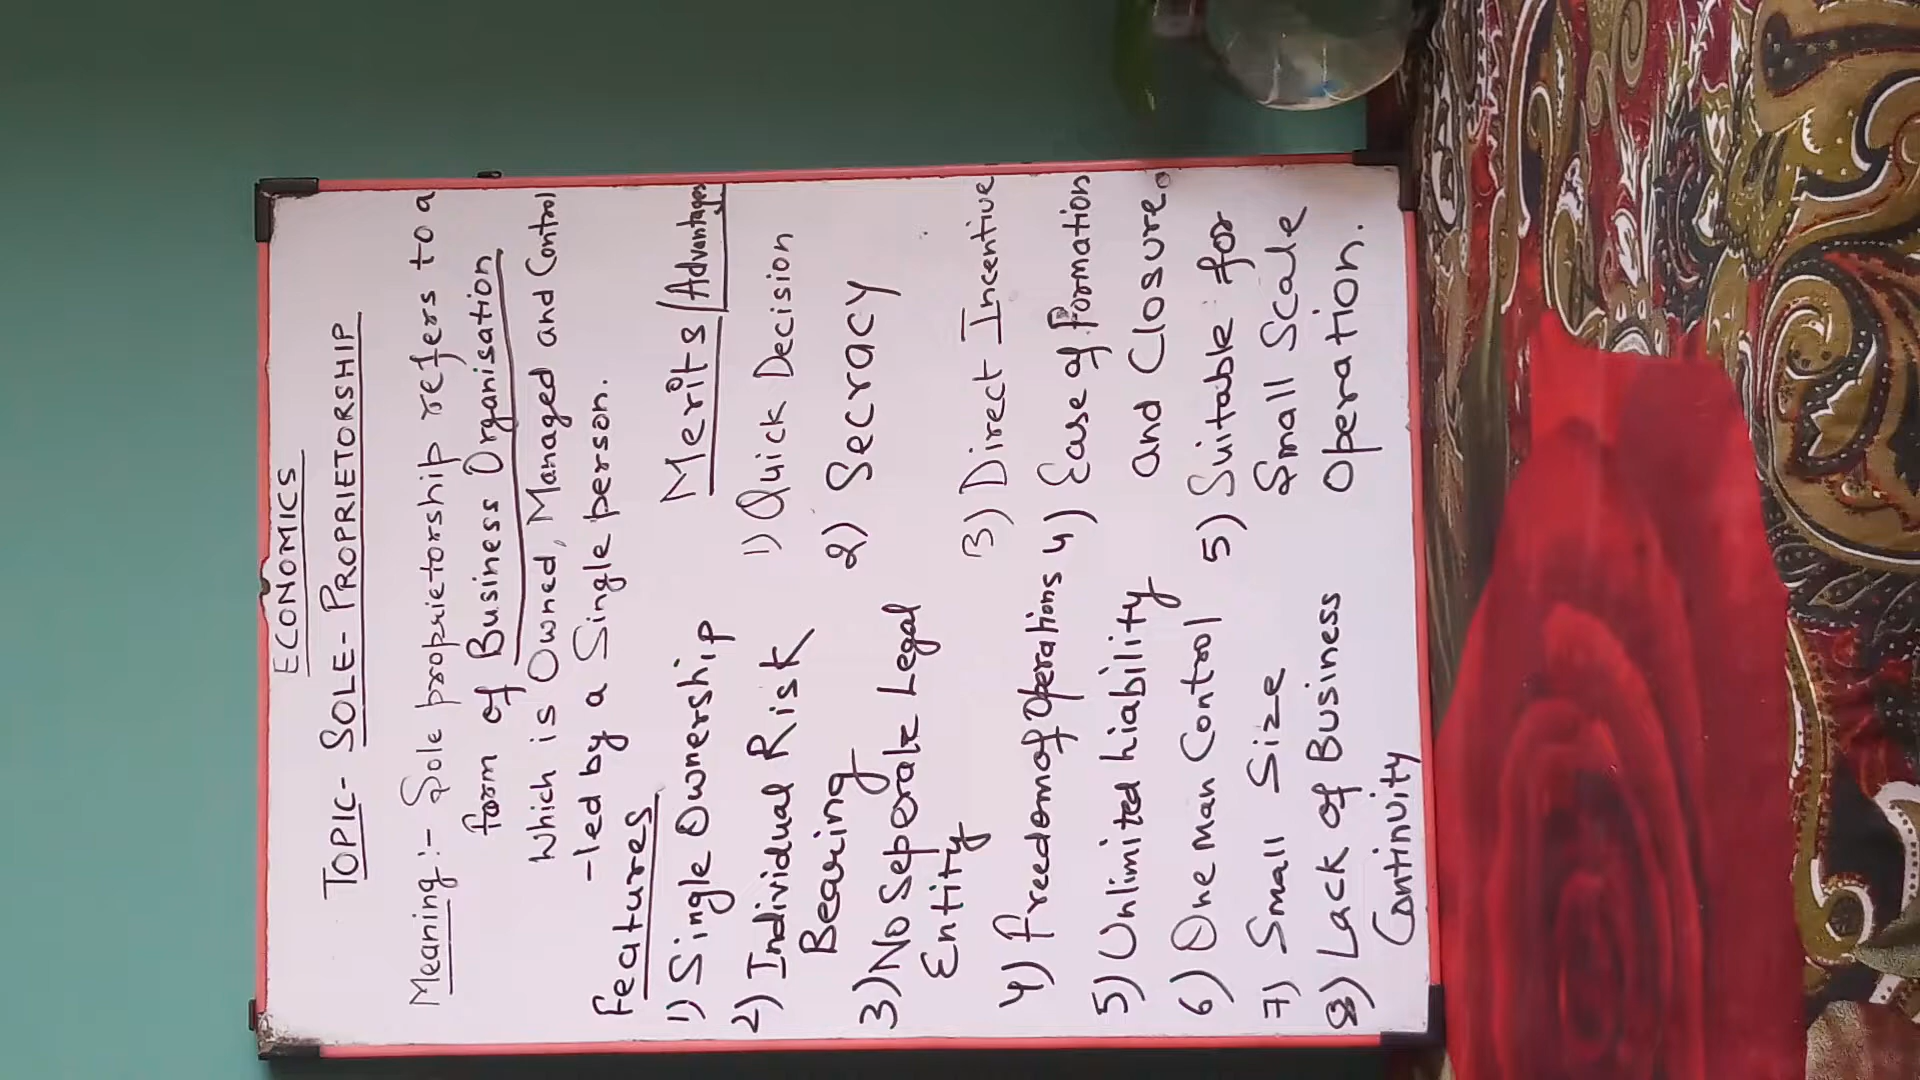 ECONOMICS
TOPIC- SOLE-PROPRIETORSHIP
Meaning:- Sole proprietorship refers to a
form of Business Organisation
which is Owned, Managed and Control
-led by a Single person.
Features
1) Single Ownership
2) Individual Risk
Bearing
3) No Seperate Legal
Entity
4) Freedom of Operations
5) Unlimited Liability
6) One man Control
7) Small Size
8) Lack of Business
Continuity
Merits/Advantages
1) Quick Decision
2) Secracy
3) Direct Incentive
4) Ease of Formation
and Closure
5) Suitable for
Small Scale
Operation.